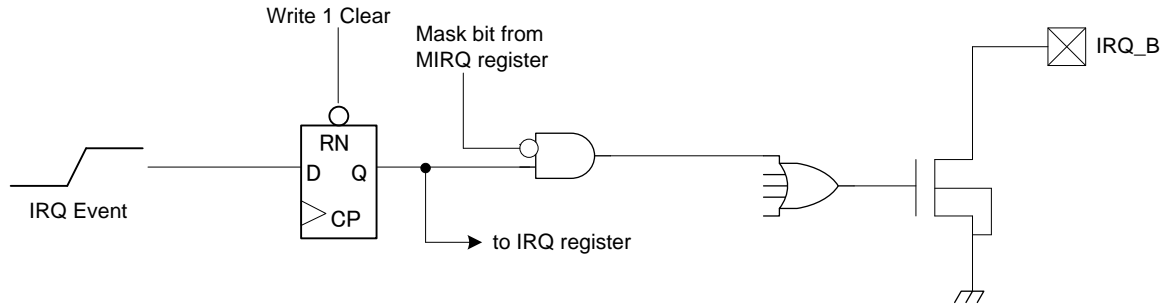 Write 1 Clear
Mask bit from
MIRQ register
IRQ_B
RN
D Q
CP
IRQ Event
to IRQ register